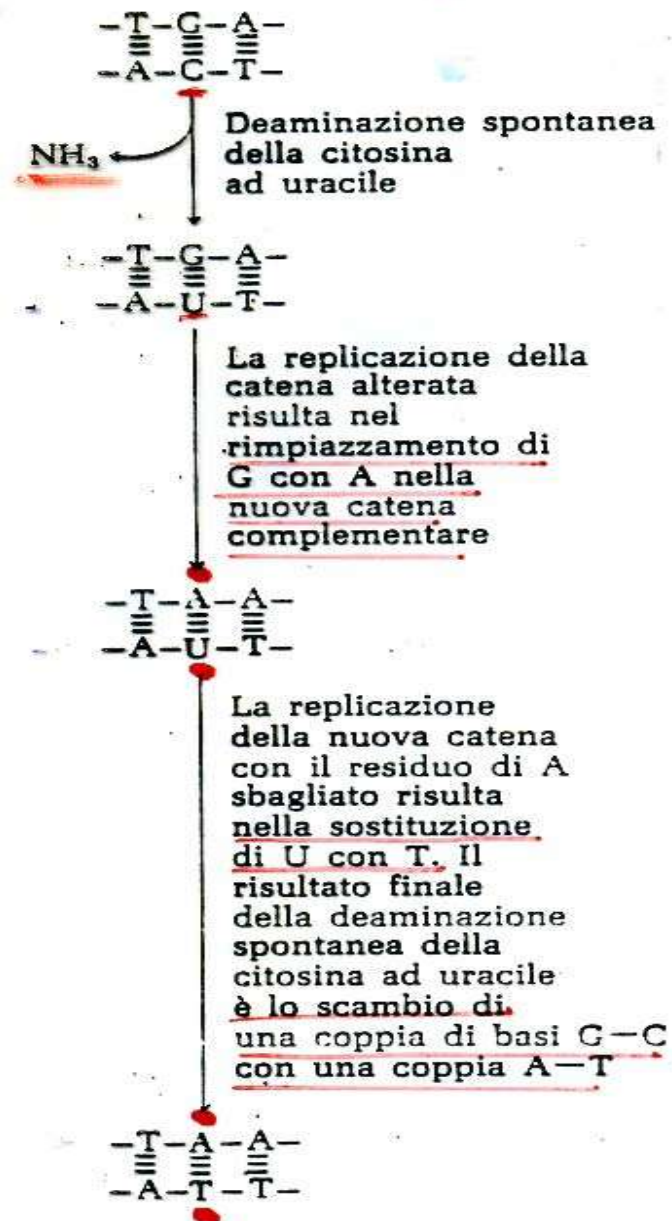 –T–G–A–
–A–C–T–
Deaminazione spontanea
NH₃
della citosina
ad uracile
–T–G–A–
–A–U–T–
La replicazione della
catena alterata
risulta nel
rimpiazzamento di
G con A nella
nuova catena
complementare
–T–A–A–
–A–U–T–
La replicazione
della nuova catena
con il residuo di A
sbagliato risulta
nella sostituzione
di U con T. Il
risultato finale
della deaminazione
spontanea della
citosina ad uracile
è lo scambio di
una coppia di basi G–C
con una coppia A–T
–T–A–A–
–A–T–T–